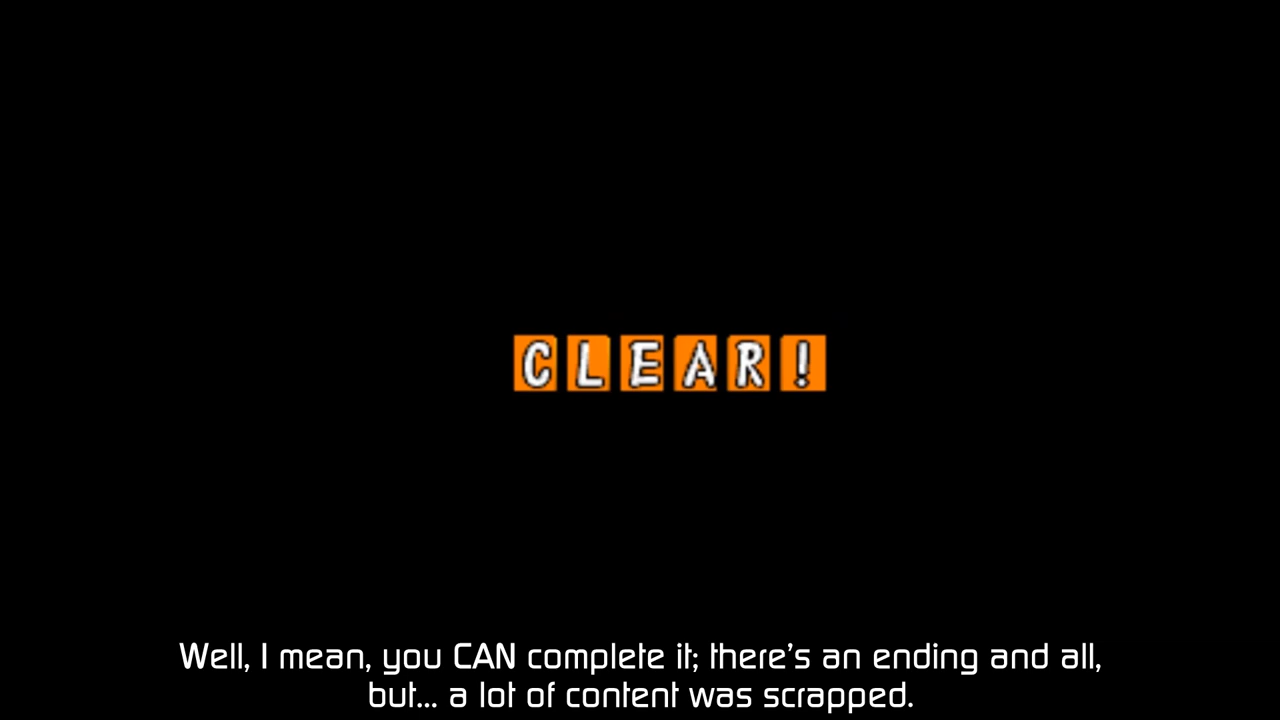 CLEAR!
Well, I mean, you CAN complete it; there's an ending and all,
but... a lot of content was scrapped.